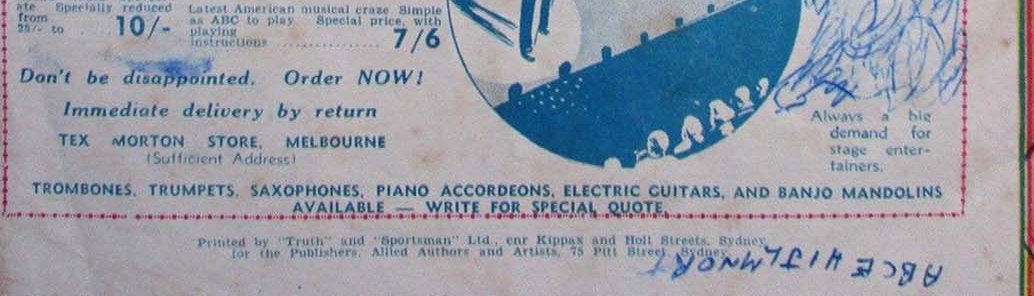 ate Specially reduced
from
25/- to 10/-
Latest American musical craze Simple
as ABC to play Special price, with
playing
instructions .............. 7/6
Don't be disappointed. Order NOW!
Immediate delivery by return
TEX MORTON STORE, MELBOURNE
(Sufficient Address)
Always a big
demand for
stage enter-
tainers.
TROMBONES, TRUMPETS, SAXOPHONES, PIANO ACCORDEONS, ELECTRIC GUITARS, AND BANJO MANDOLINS
AVAILABLE — WRITE FOR SPECIAL QUOTE.
Printed by "Truth" and "Sportsman" Ltd., cnr Kippax and Holt Streets, Sydney,
for the Publishers, Allied Authors and Artists, 75 Pitt Street, Sydney